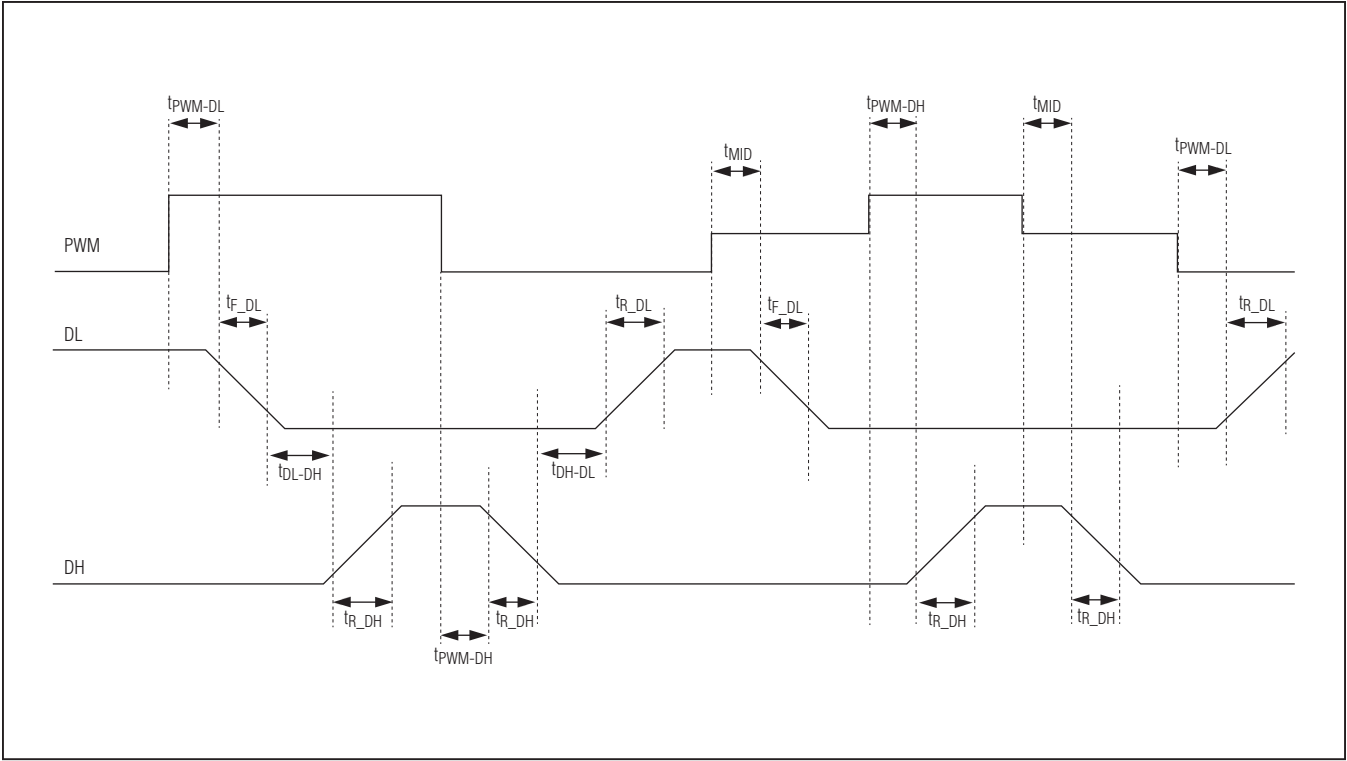 tPWM-DL
tPWM-DH
tMID
tMID
tPWM-DL
PWM
tF_DL
tR_DL
tF_DL
tR_DL
DL
tDL-DH
tDH-DL
DH
tR_DH
tR_DH
tR_DH
tR_DH
tPWM-DH